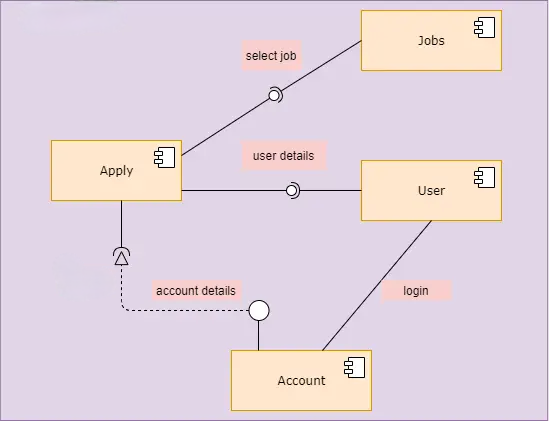 Jobs
select job
user details
Apply
User
account details
login
Account